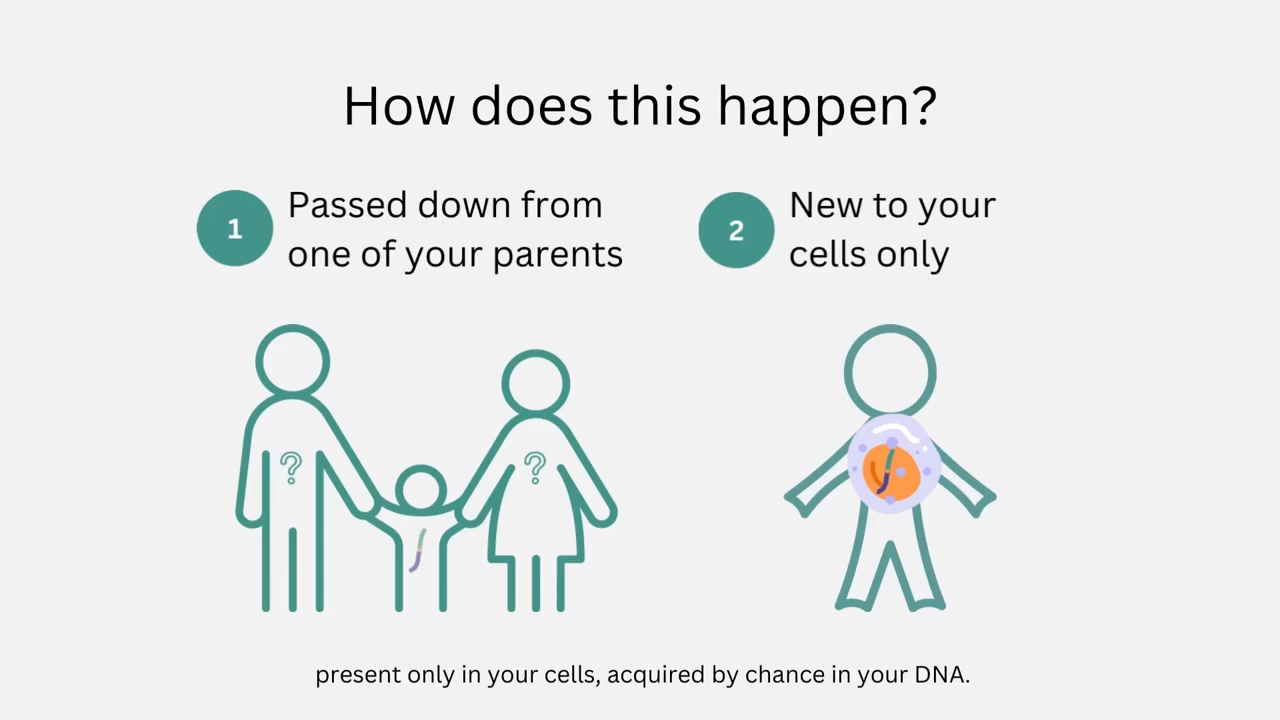 How does this happen?
1
Passed down from
one of your parents
2
New to your
cells only
?
?
present only in your cells, acquired by chance in your DNA.